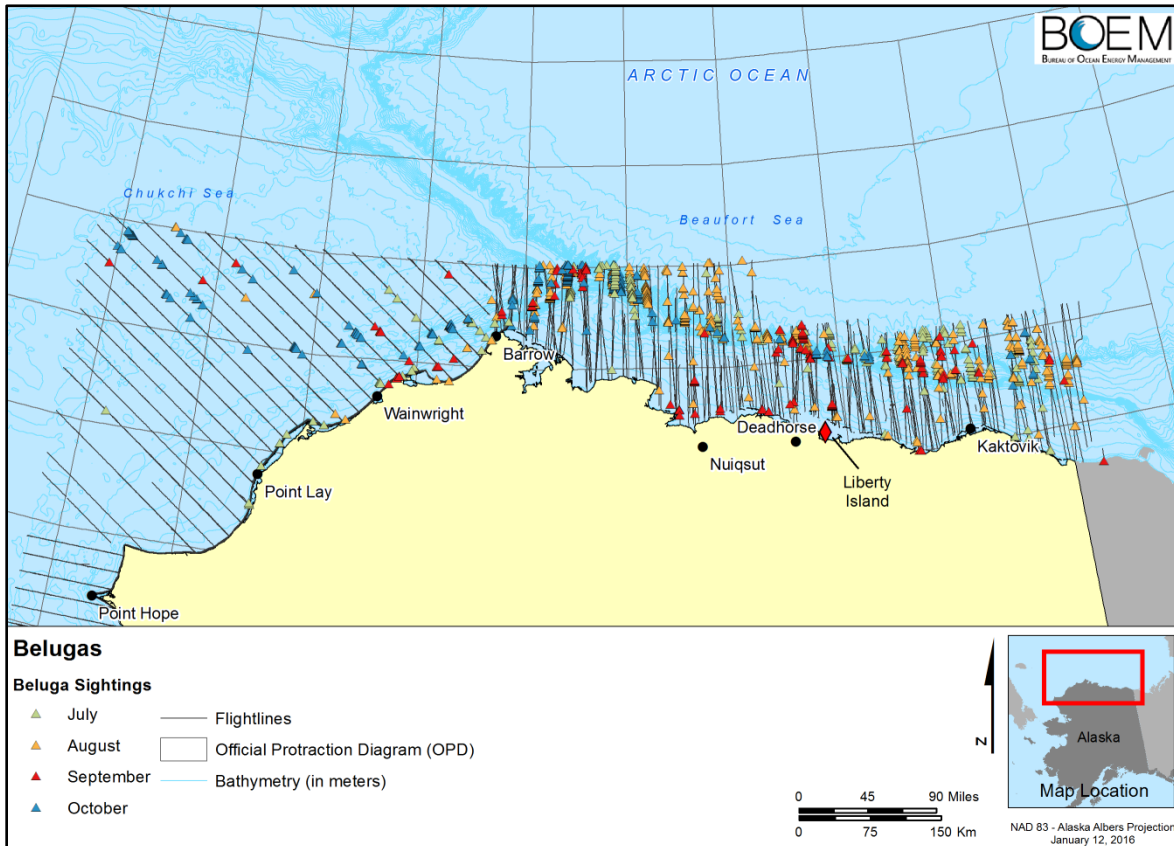 BOEM
BUREAU OF OCEAN ENERGY MANAGEMENT
ARCTIC OCEAN
Chukchi Sea
Beaufort Sea
Barrow
Wainwright
Deadhorse
Kaktovik
Nuiqsut
Liberty
Island
Point Lay
Point Hope
Belugas
Beluga Sightings
July
August
September
October
Flightlines
Official Protraction Diagram (OPD)
Bathymetry (in meters)
0 45 90 Miles
0 75 150 Km
N
Alaska
Map Location
NAD 83 - Alaska Albers Projection
January 12, 2016